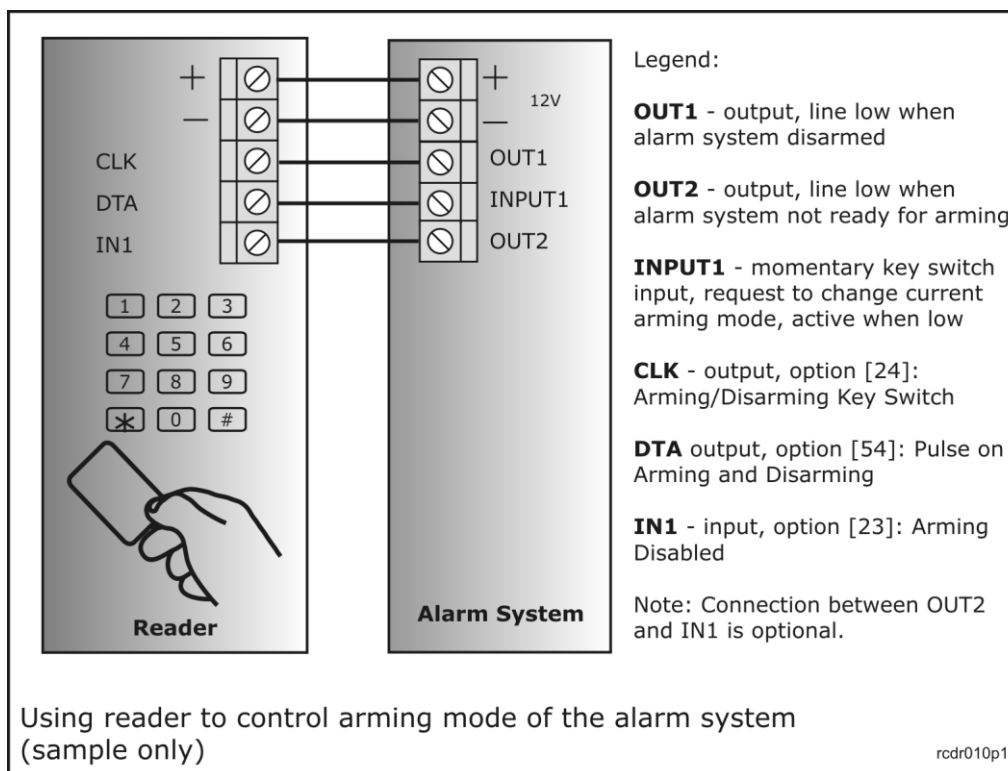 +
−
CLK
DTA
IN1
1 2 3
4 5 6
7 8 9
* 0 #
Reader
+
12V
—
OUT1
INPUT1
OUT2
Alarm System
Legend:
OUT1 - output, line low when
alarm system disarmed
OUT2 - output, line low when
alarm system not ready for arming
INPUT1 - momentary key switch
input, request to change current
arming mode, active when low
CLK - output, option [24]:
Arming/Disarming Key Switch
DTA output, option [54]: Pulse on
Arming and Disarming
IN1 - input, option [23]: Arming
Disabled
Note: Connection between OUT2
and IN1 is optional.
Using reader to control arming mode of the alarm system
(sample only)
rcdr010p1